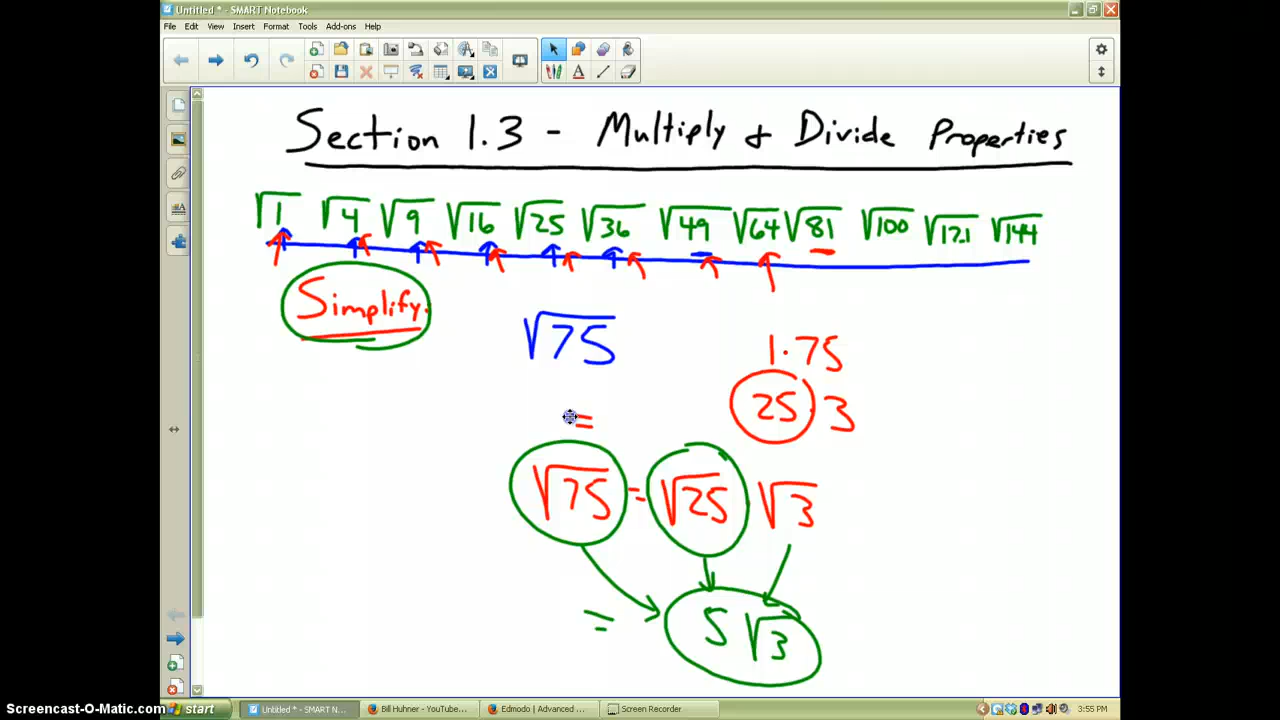 Untitled * - SMART Notebook
File Edit View Insert Format Tools Add-ons Help
Section 1.3 - Multiply & Divide Properties
√1 √4 √9 √16 √25 √36 √49 √64 √81 √100 √121 √144
Simplify.
√75
1·75
25·3
=
√75 = √25 √3
= 5√3
Screencast-O-Matic.com start Untitled * - SMART N... Bill Huhner - YouTube... Edmodo | Advanced ... Screen Recorder 3:55 PM